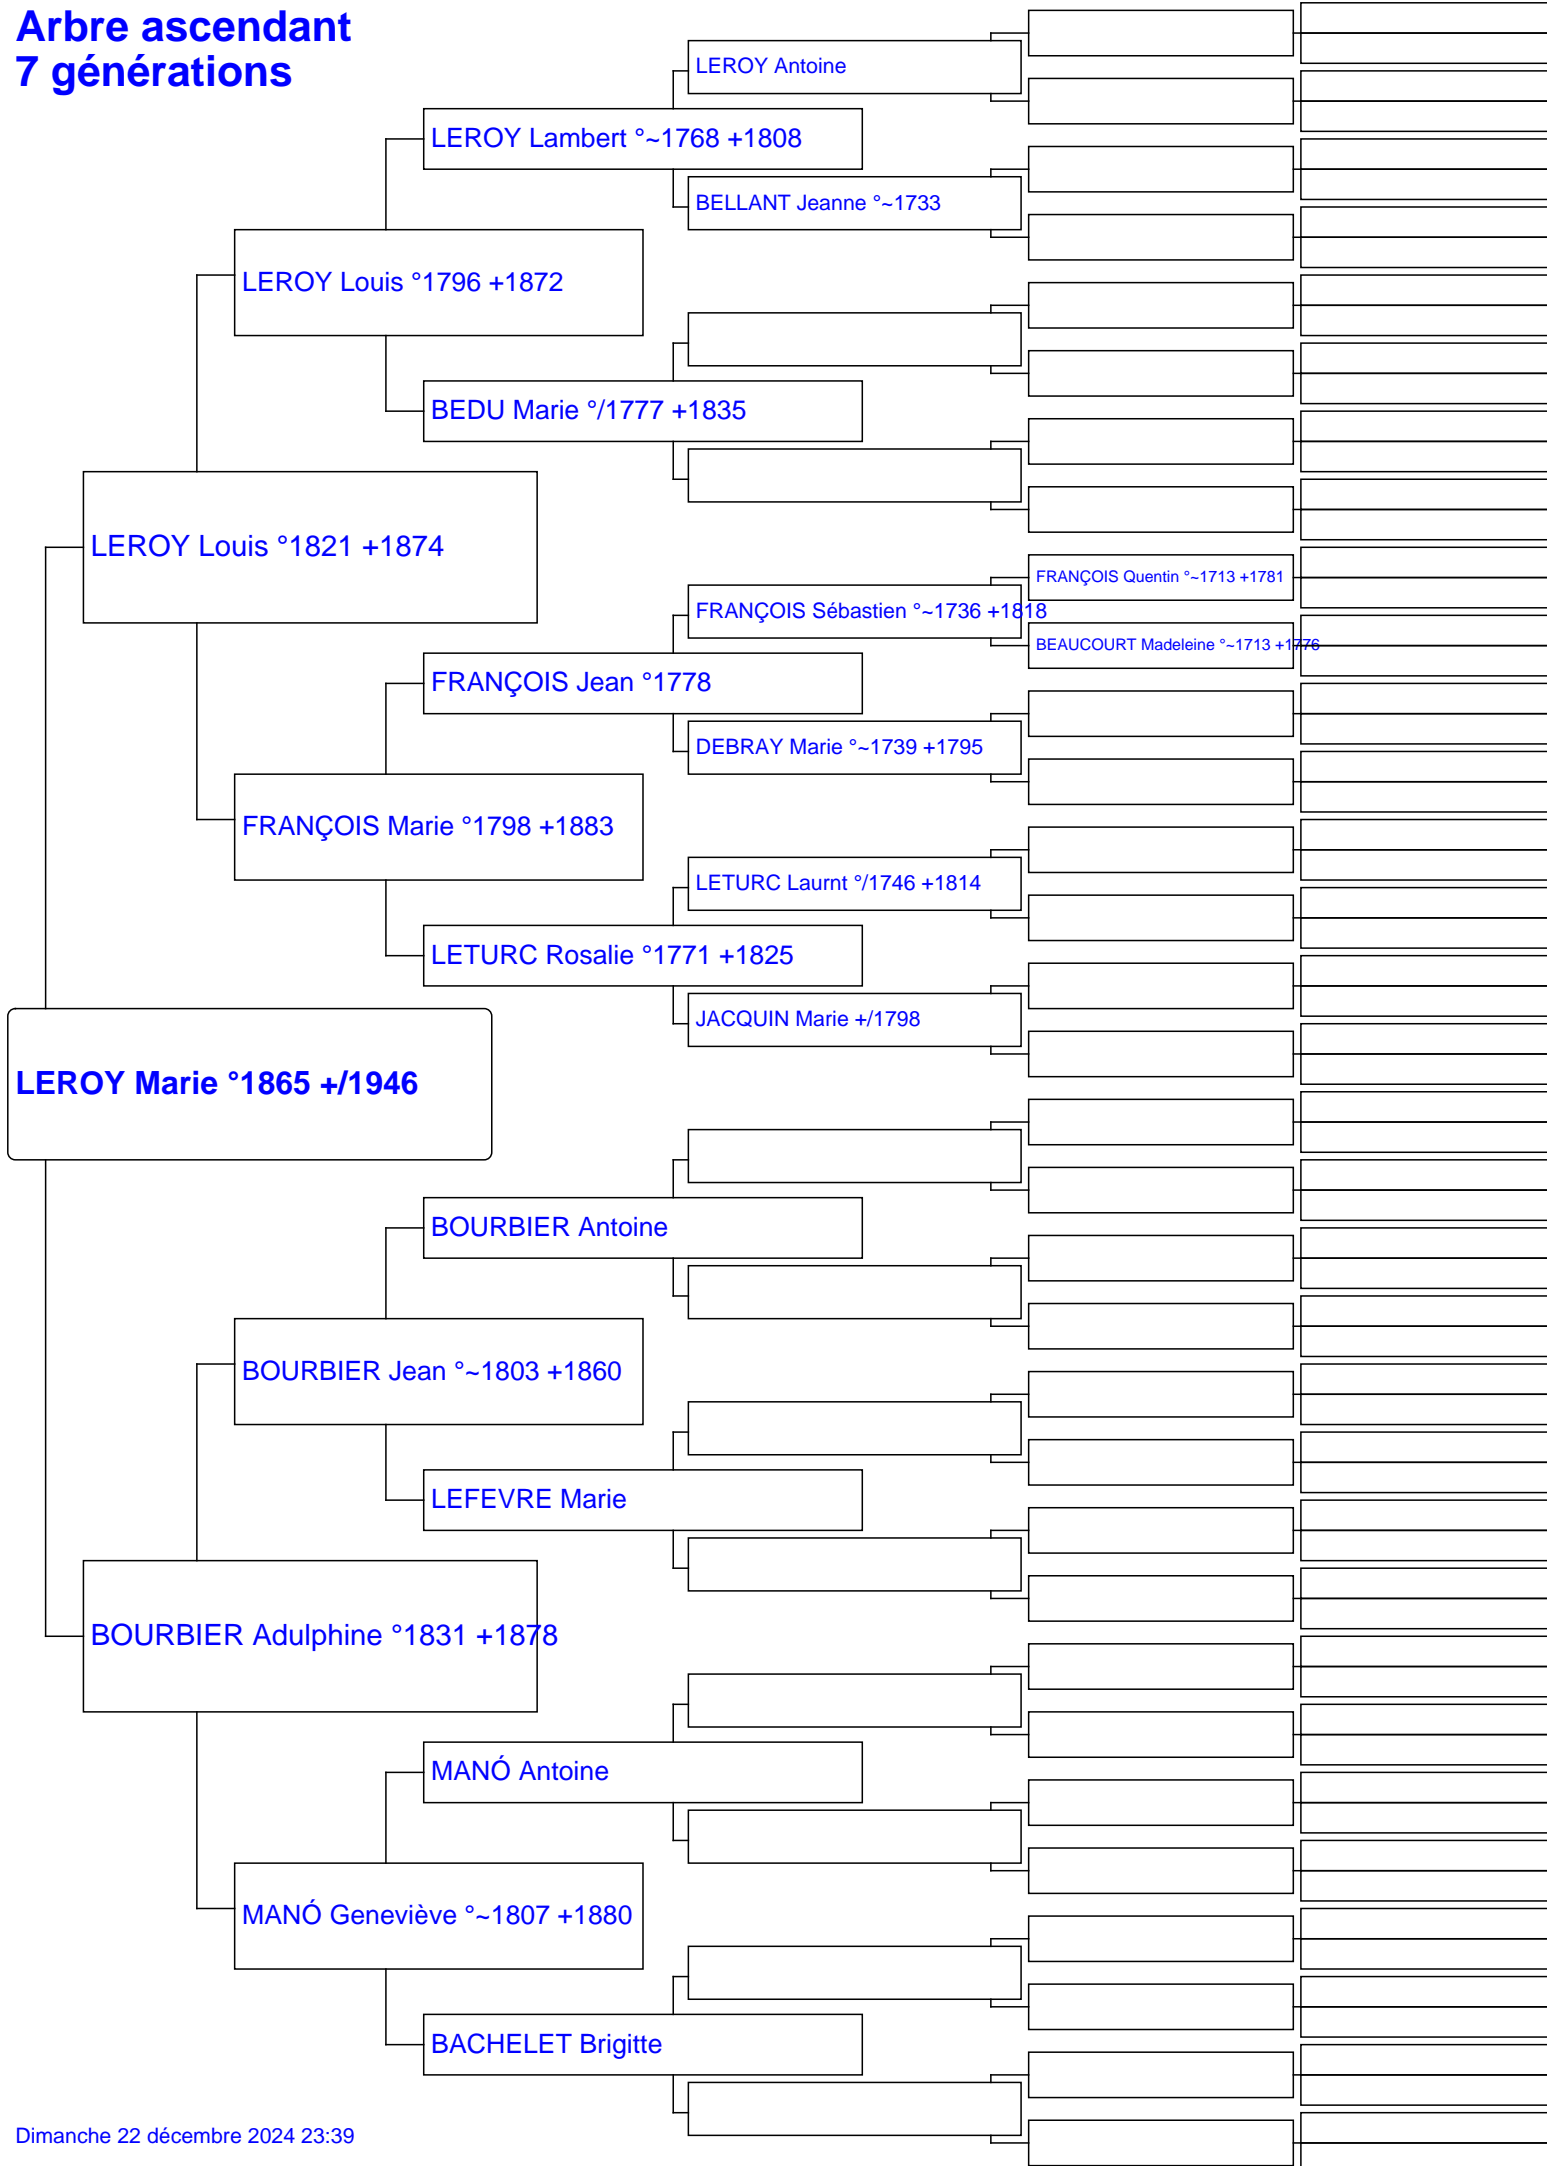 Arbre ascendant
7 générations
LEROY Antoine
LEROY Lambert °~1768 +1808
BELLANT Jeanne °~1733
LEROY Louis °1796 +1872
BEDU Marie °/1777 +1835
LEROY Louis °1821 +1874
FRANÇOIS Quentin °~1713 +1781
FRANÇOIS Sébastien °~1736 +1818
BEAUCOURT Madeleine °~1713 +1776
FRANÇOIS Jean °1778
DEBRAY Marie °~1739 +1795
FRANÇOIS Marie °1798 +1883
LETURC Laurnt °/1746 +1814
LETURC Rosalie °1771 +1825
JACQUIN Marie +/1798
LEROY Marie °1865 +/1946
BOURBIER Antoine
BOURBIER Jean °~1803 +1860
LEFEVRE Marie
BOURBIER Adulphine °1831 +1878
MANÓ Antoine
MANÓ Geneviève °~1807 +1880
BACHELET Brigitte
Dimanche 22 décembre 2024 23:39